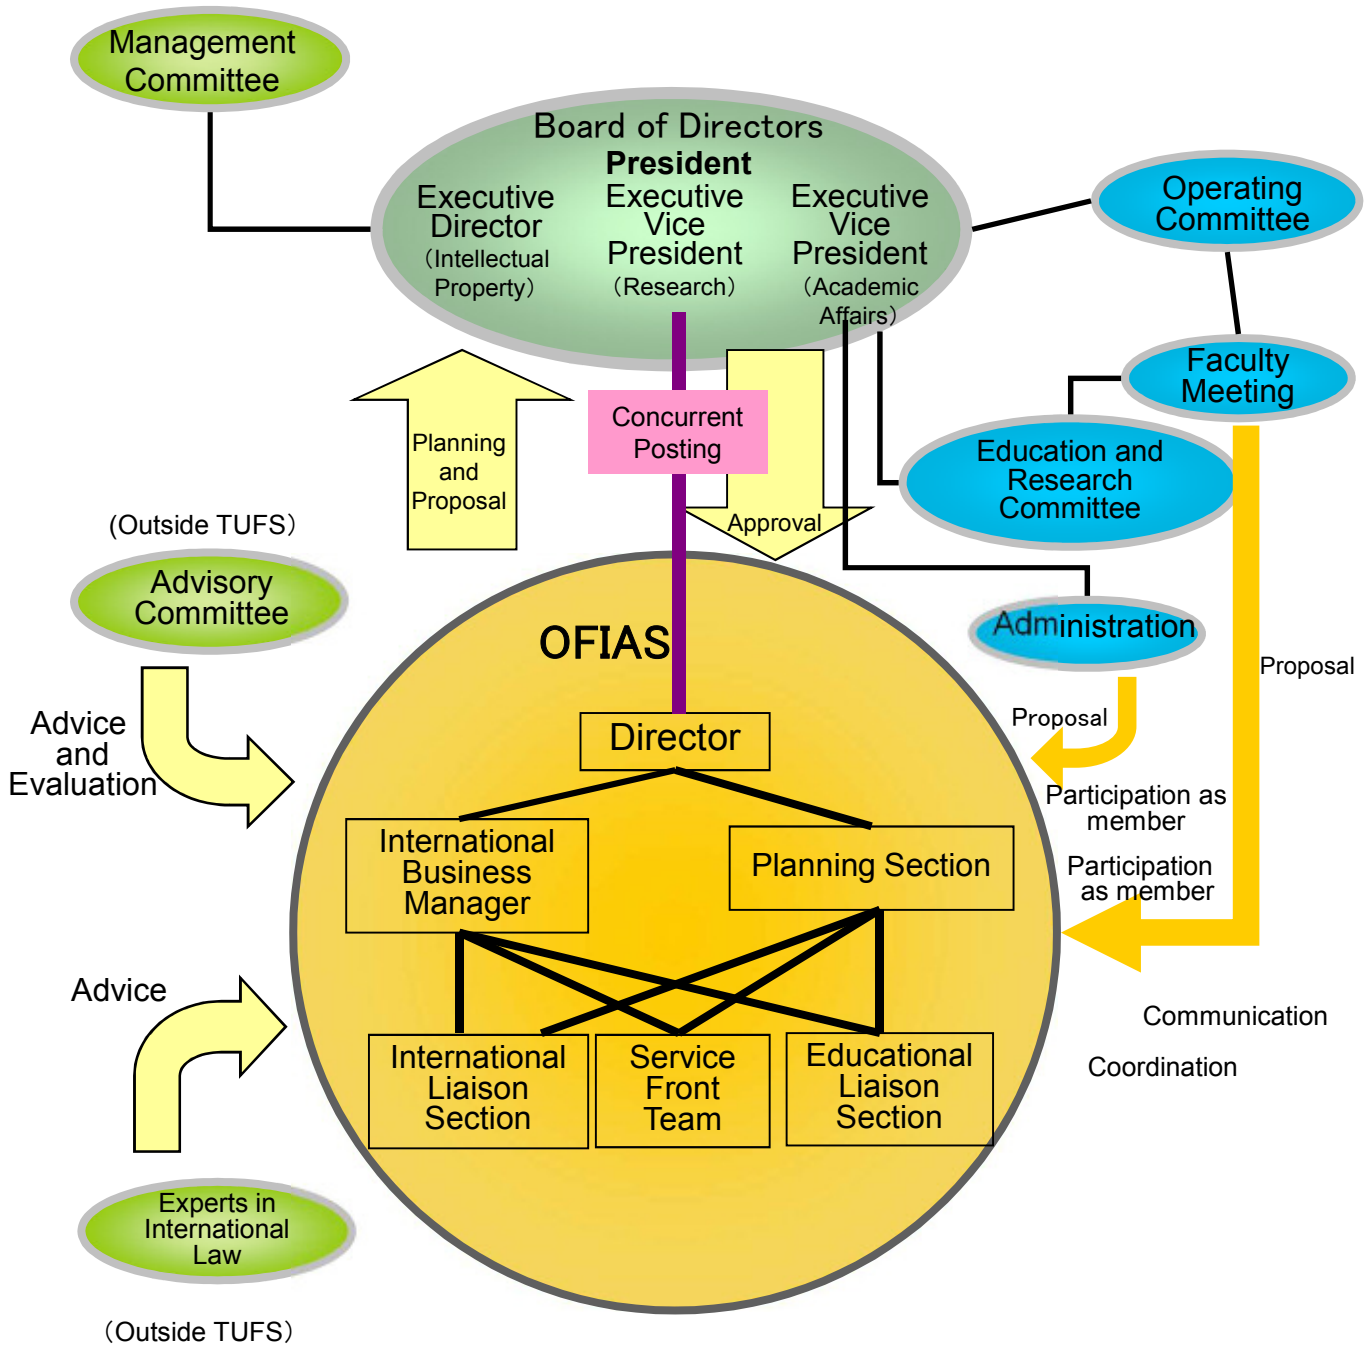 Management
Committee
Board of Directors
President
Executive
Director
（Intellectual
Property）
Executive
Vice
President
（Research）
Executive
Vice
President
（Academic
Affairs）
Operating
Committee
Faculty
Meeting
Education and
Research
Committee
Planning
and
Proposal
Concurrent
Posting
Approval
(Outside TUFS）
Advisory
Committee
Administration
OFIAS
Proposal
Proposal
Advice
and
Evaluation
Director
Participation as
member
International
Business
Manager
Planning Section
Participation
as member
Advice
Communication
Coordination
International
Liaison
Section
Service
Front
Team
Educational
Liaison
Section
Experts in
International
Law
（Outside TUFS）